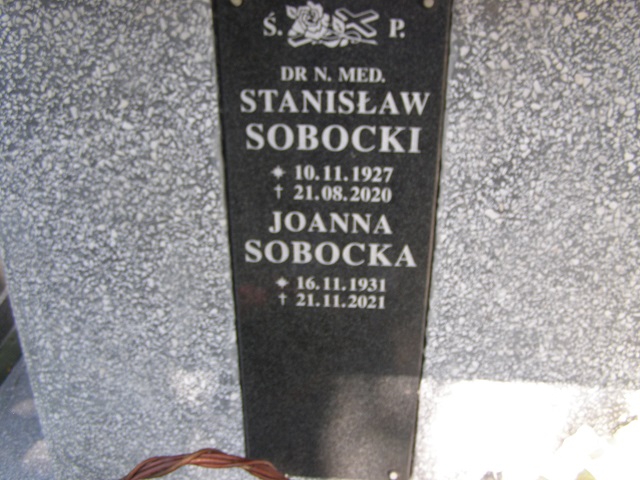 Ś. P.
DR N. MED.
STANISŁAW
SOBOCKI
✴ 10.11.1927
† 21.08.2020
JOANNA
SOBOCKA
✴ 16.11.1931
† 21.11.2021